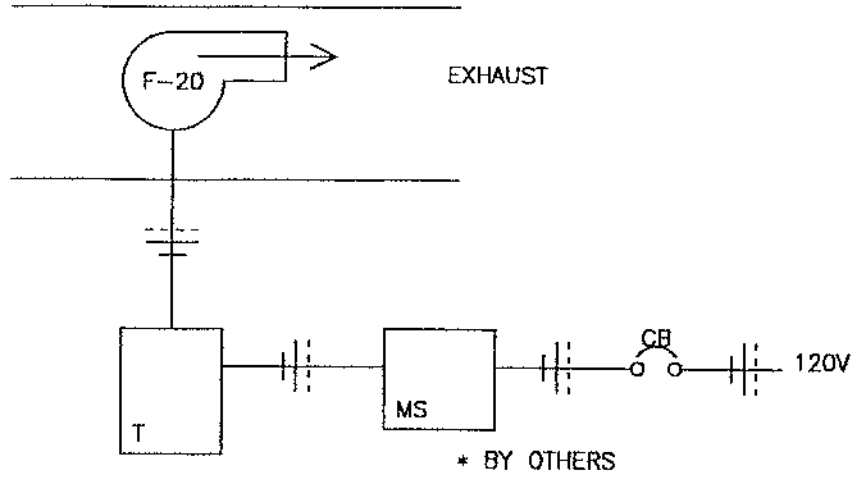 F-20
EXHAUST
CB
120V
T
MS
* BY OTHERS